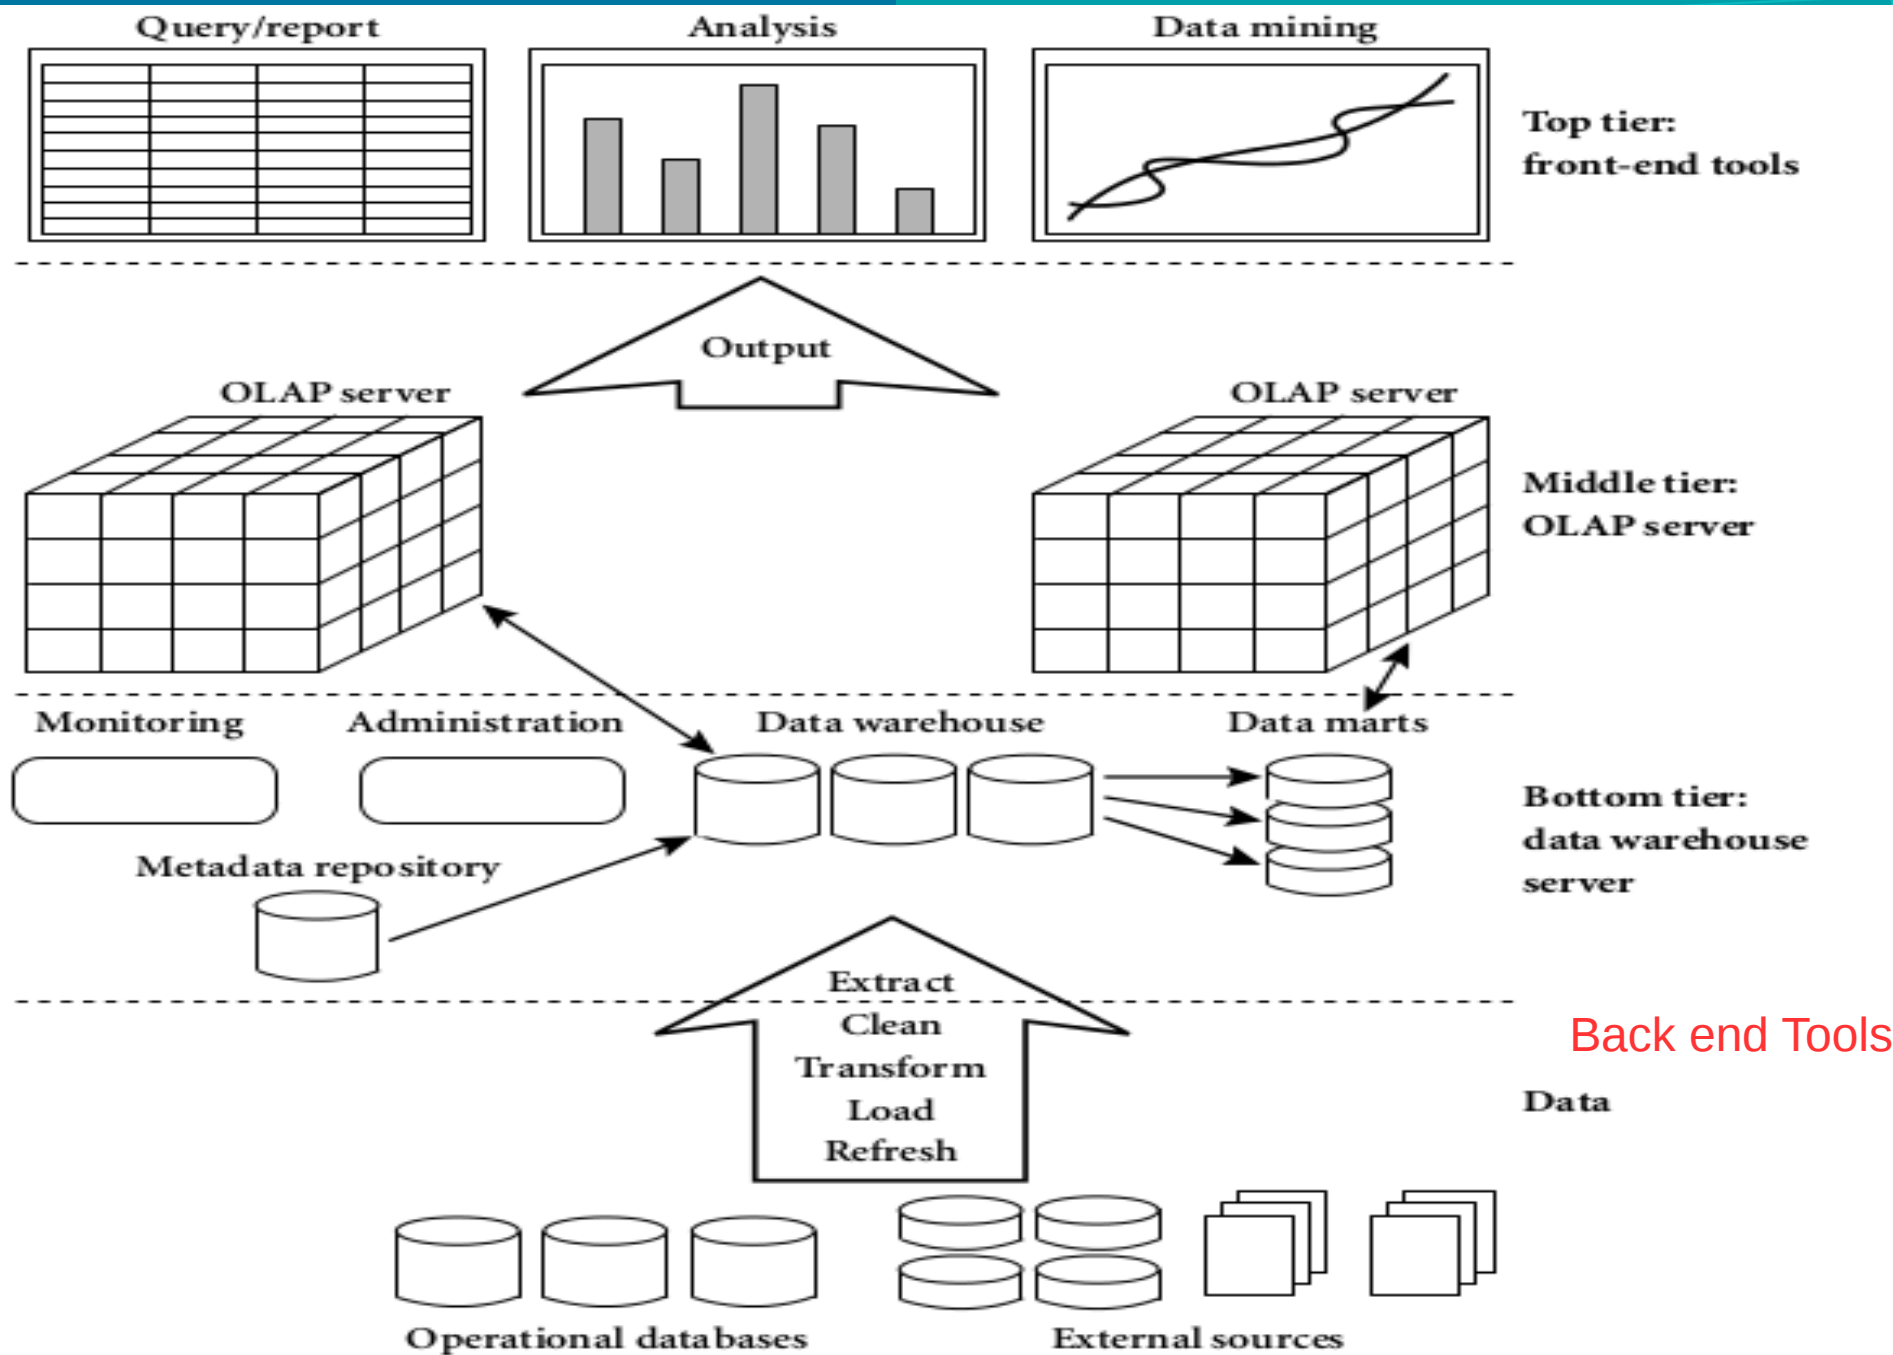 Query/report
Analysis
Data mining
Top tier:
front-end tools
Output
OLAP server
OLAP server
Middle tier:
OLAP server
Monitoring
Administration
Data warehouse
Data marts
Bottom tier:
data warehouse
server
Metadata repository
Extract
Clean
Transform
Load
Refresh
Back end Tools
Data
Operational databases
External sources